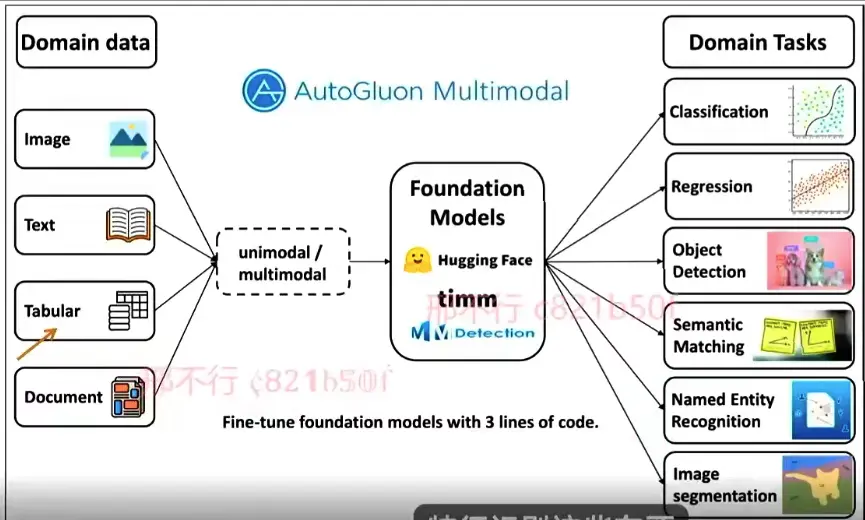 Domain data
Domain Tasks
AutoGluon Multimodal
Image
Text
Tabular
Document
unimodal /
multimodal
Foundation
Models
Hugging Face
timm
MM Detection
Classification
Regression
Object
Detection
Semantic
Matching
Named Entity
Recognition
Image
segmentation
那不行 c821b50f
那不行 c821b50f
Fine-tune foundation models with 3 lines of code.